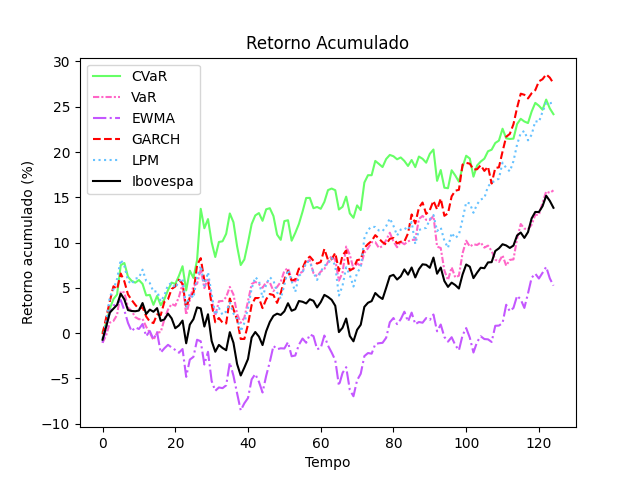 Retorno Acumulado
Retorno acumulado (%)
30
25
20
15
10
5
0
−5
−10
CVaR
VaR
EWMA
GARCH
LPM
Ibovespa
0 20 40 60 80 100 120
Tempo